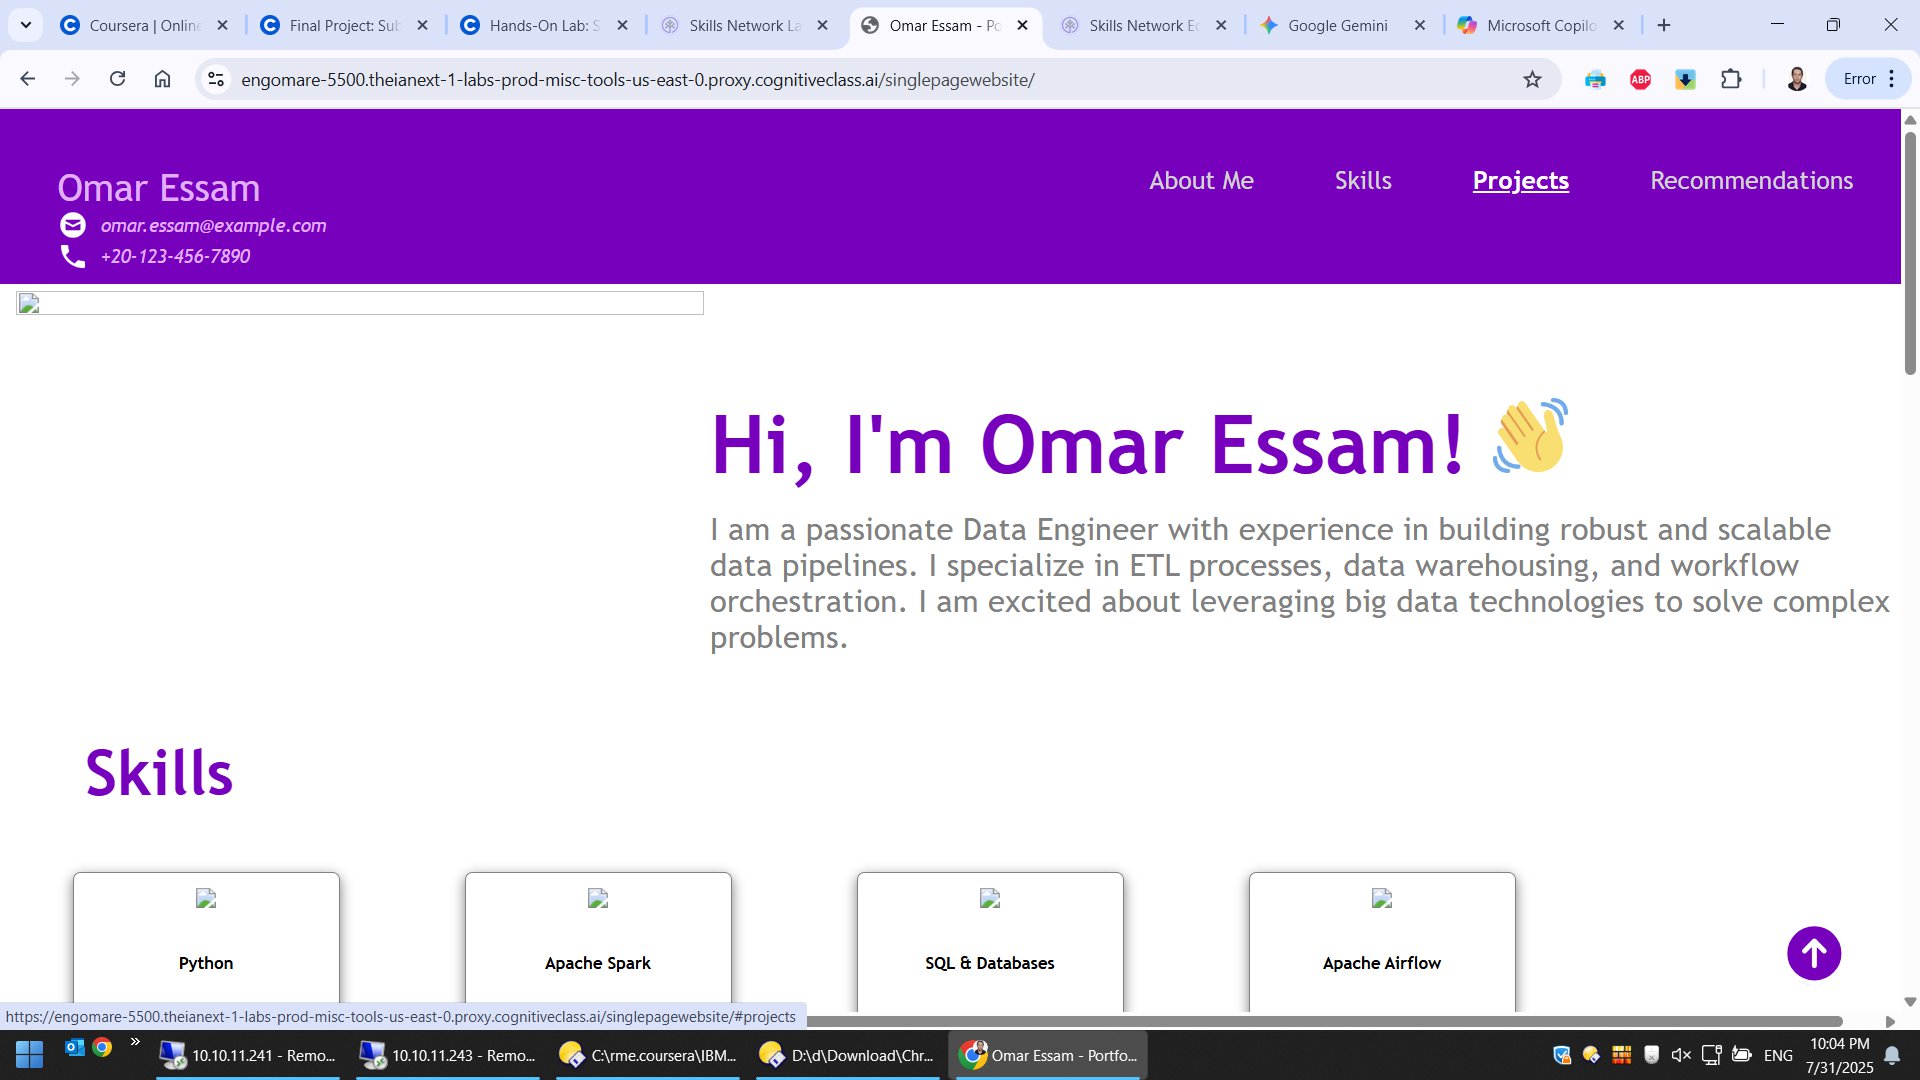 Coursera | Online
Final Project: Sub
Hands-On Lab: S
Skills Network La
Omar Essam - Po
Skills Network Ed
Google Gemini
Microsoft Copilo
engomare-5500.theianext-1-labs-prod-misc-tools-us-east-0.proxy.cognitiveclass.ai/singlepagewebsite/
ABP
Error
Omar Essam
omar.essam@example.com
+20-123-456-7890
About Me
Skills
Projects
Recommendations
Hi, I'm Omar Essam! 👋
I am a passionate Data Engineer with experience in building robust and scalable
data pipelines. I specialize in ETL processes, data warehousing, and workflow
orchestration. I am excited about leveraging big data technologies to solve complex
problems.
Skills
Python
Apache Spark
SQL & Databases
Apache Airflow
https://engomare-5500.theianext-1-labs-prod-misc-tools-us-east-0.proxy.cognitiveclass.ai/singlepagewebsite/#projects
10.10.11.241 - Remo...
10.10.11.243 - Remo...
C:\rme.coursera\IBM...
D:\d\Download\Chr...
Omar Essam - Portfo...
ENG
10:04 PM
7/31/2025